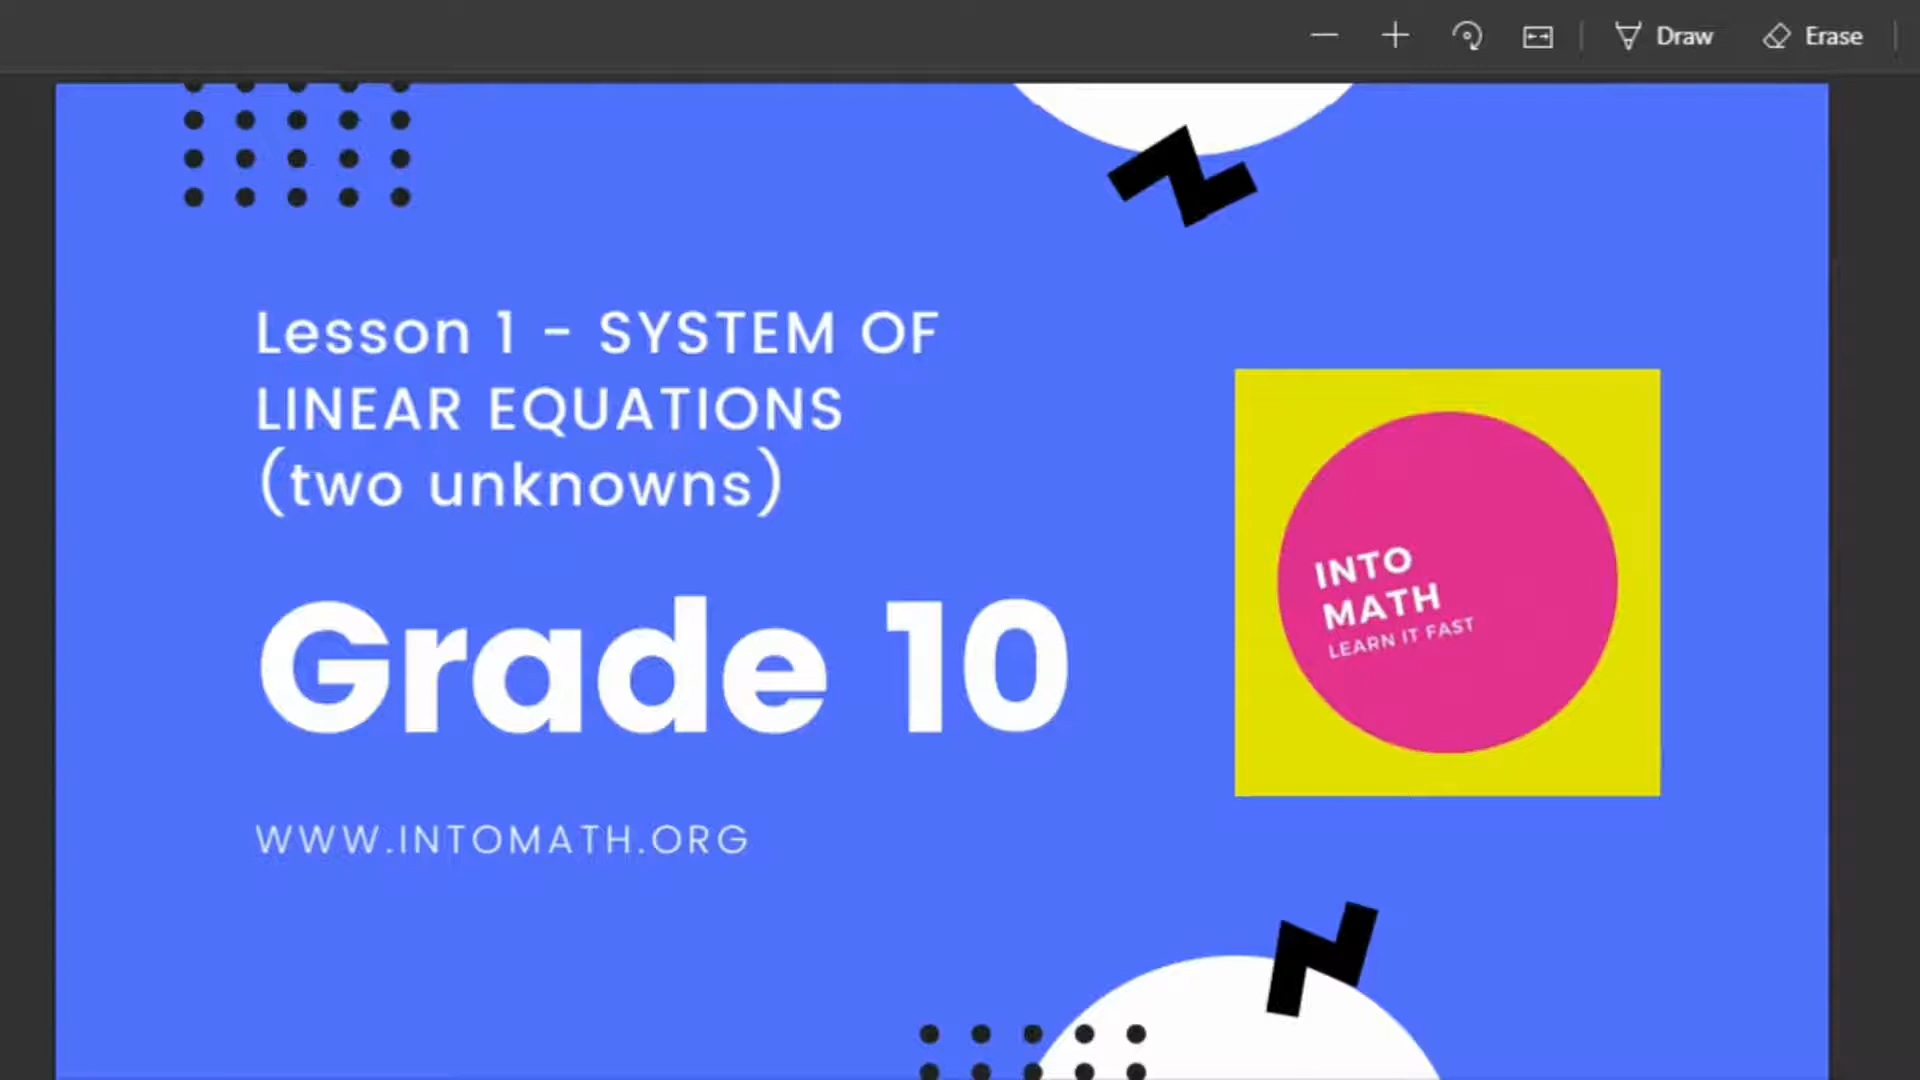 Draw
Erase
Lesson 1 - SYSTEM OF
LINEAR EQUATIONS
(two unknowns)
Grade 10
WWW.INTOMATH.ORG
INTO
MATH
LEARN IT FAST